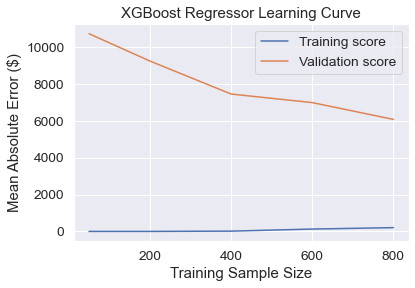 XGBoost Regressor Learning Curve
Training score
Validation score
Mean Absolute Error ($)
10000
8000
6000
4000
2000
0
200
400
600
800
Training Sample Size